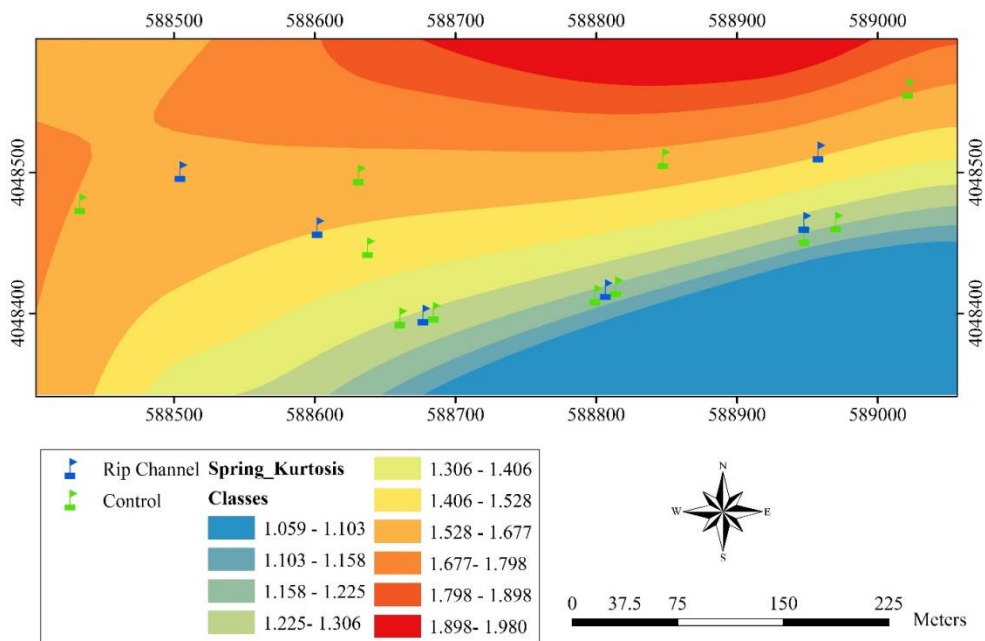 588500 588600 588700 588800 588900 589000
4048500 4048500
4048400 4048400
588500 588600 588700 588800 588900 589000
Rip Channel
Control
Spring_Kurtosis
Classes
1.059 - 1.103
1.103 - 1.158
1.158 - 1.225
1.225- 1.306
1.306 - 1.406
1.406 - 1.528
1.528 - 1.677
1.677- 1.798
1.798 - 1.898
1.898- 1.980
N
W E
S
0 37.5 75 150 225
Meters